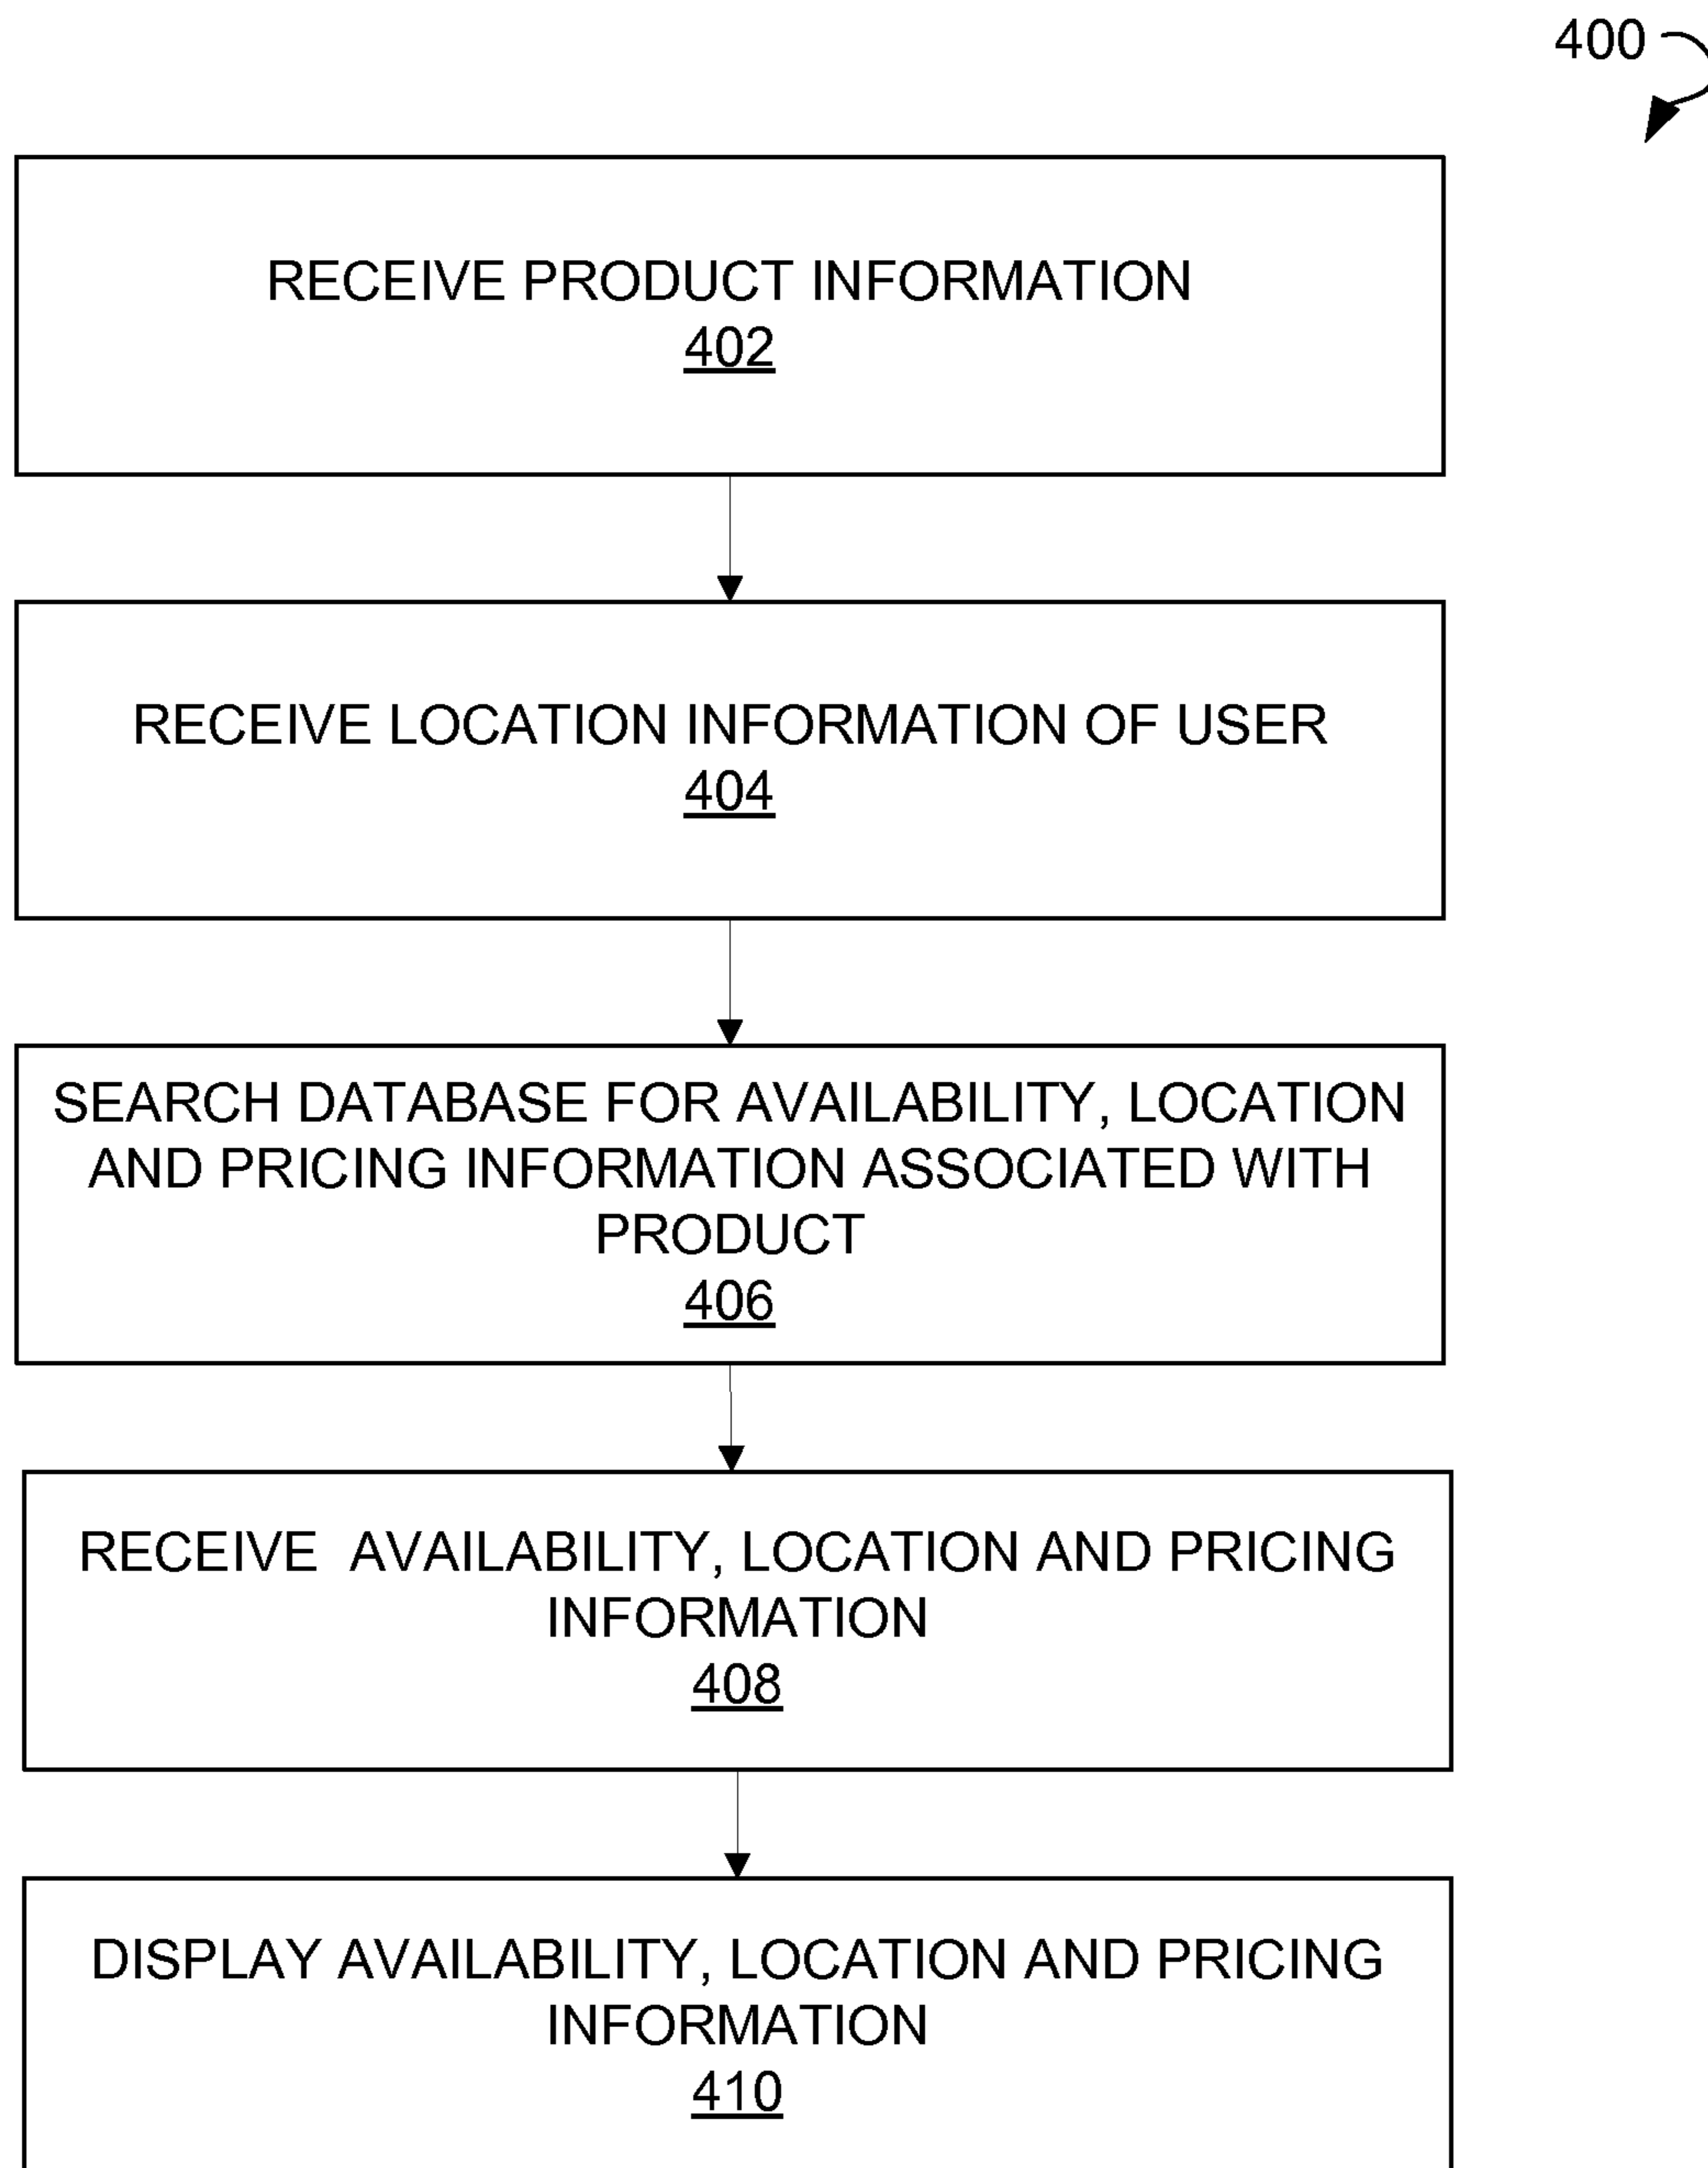 400
RECEIVE PRODUCT INFORMATION
402
RECEIVE LOCATION INFORMATION OF USER
404
SEARCH DATABASE FOR AVAILABILITY, LOCATION
AND PRICING INFORMATION ASSOCIATED WITH
PRODUCT
406
RECEIVE AVAILABILITY, LOCATION AND PRICING
INFORMATION
408
DISPLAY AVAILABILITY, LOCATION AND PRICING
INFORMATION
410